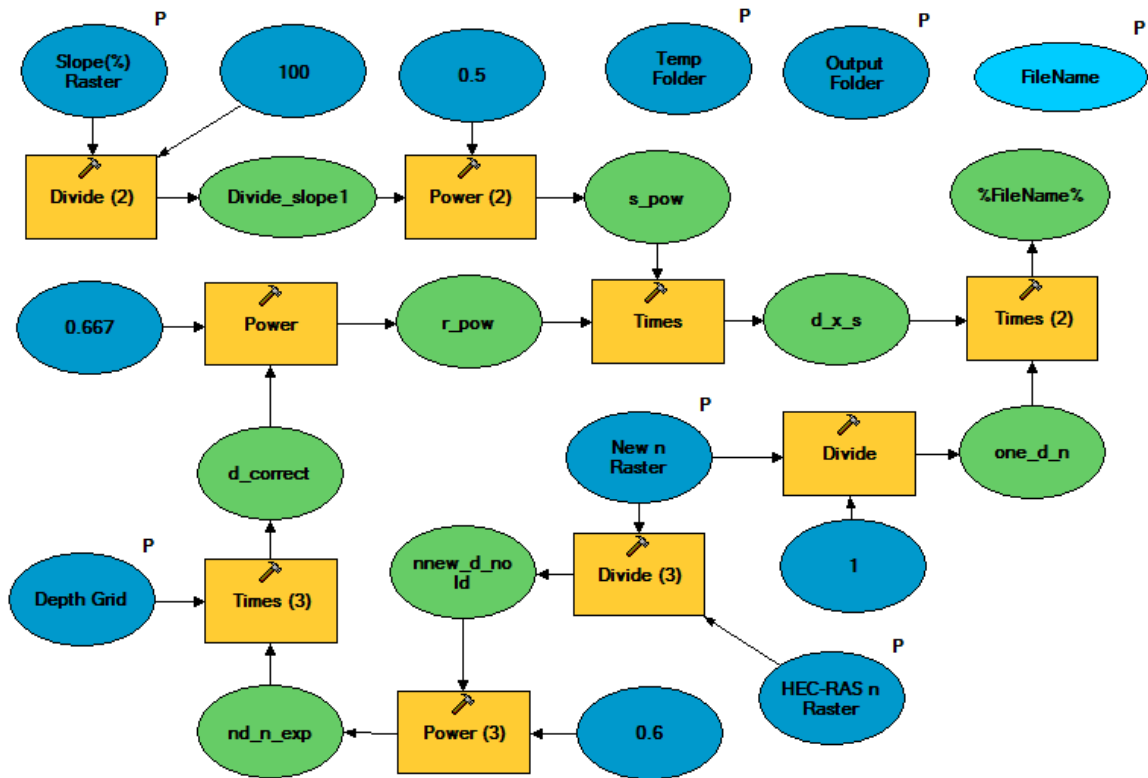 P
P
P
P
Slope(%)
Raster
100
0.5
Temp
Folder
Output
Folder
FileName
Divide (2)
Divide_slope1
Power (2)
s_pow
%FileName%
0.667
Power
r_pow
Times
d_x_s
Times (2)
d_correct
P
New n
Raster
Divide
one_d_n
P
Depth Grid
Times (3)
nnew_d_no
ld
Divide (3)
1
P
HEC-RAS n
Raster
nd_n_exp
Power (3)
0.6